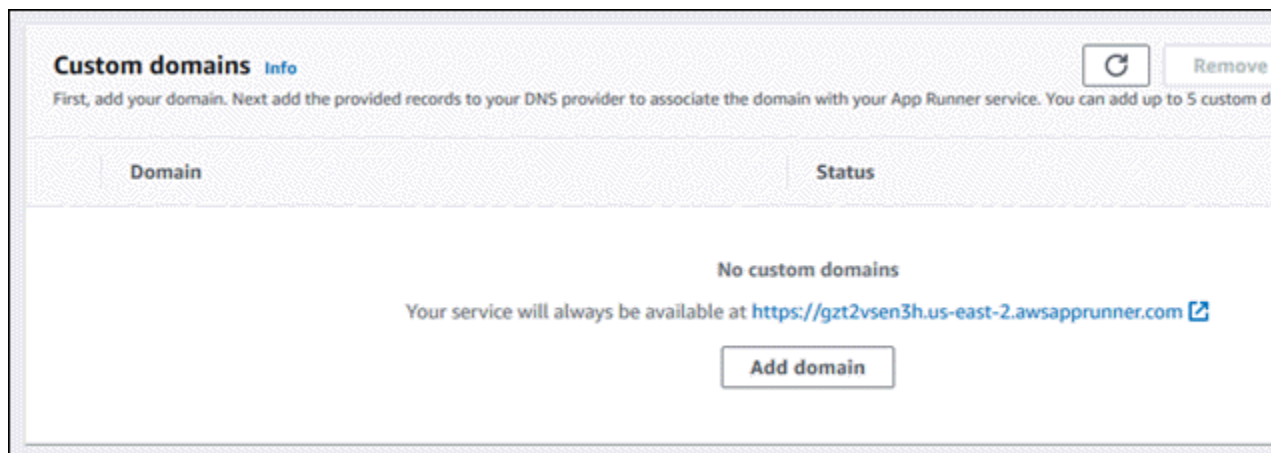 Custom domains Info
Remove
First, add your domain. Next add the provided records to your DNS provider to associate the domain with your App Runner service. You can add up to 5 custom d
Domain Status
No custom domains
Your service will always be available at https://gzt2vsen3h.us-east-2.awsapprunner.com
Add domain